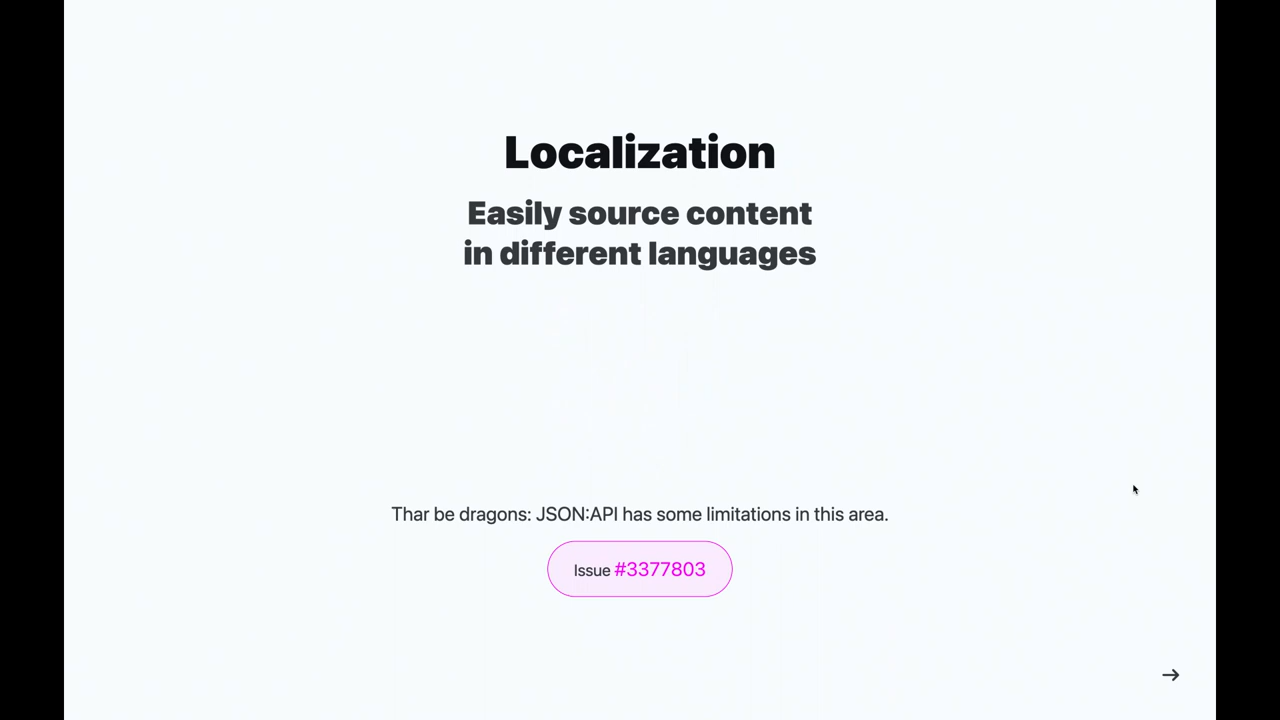 Localization
Easily source content
in different languages
Thar be dragons: JSON:API has some limitations in this area.
Issue #3377803